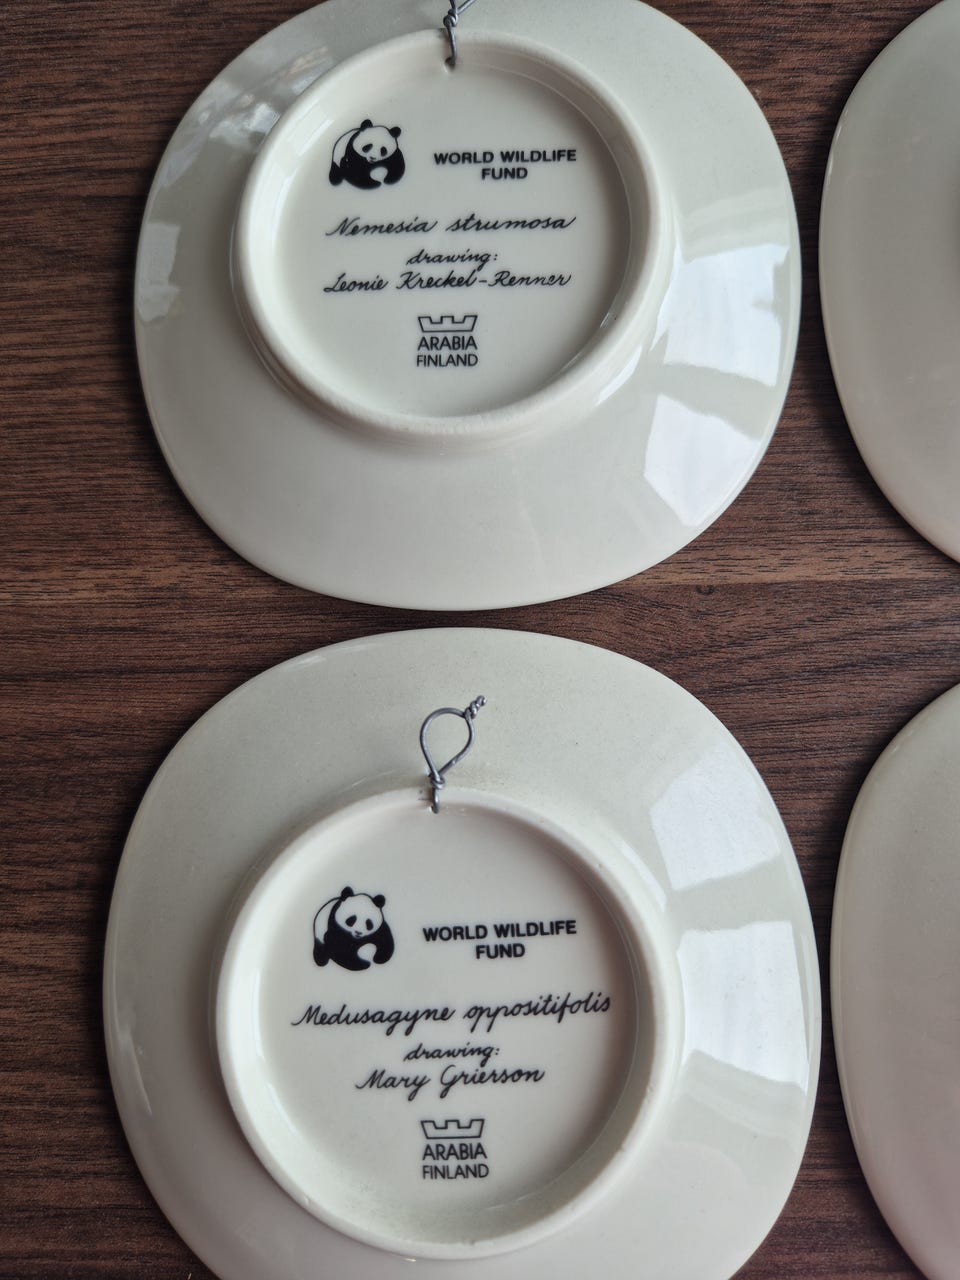 WORLD WILDLIFE
FUND
Nemesia strumosa
drawing:
Leonie Kreckel-Renner
ARABIA
FINLAND
WORLD WILDLIFE
FUND
Medusagyne oppositifolis
drawing:
Mary Grierson
ARABIA
FINLAND